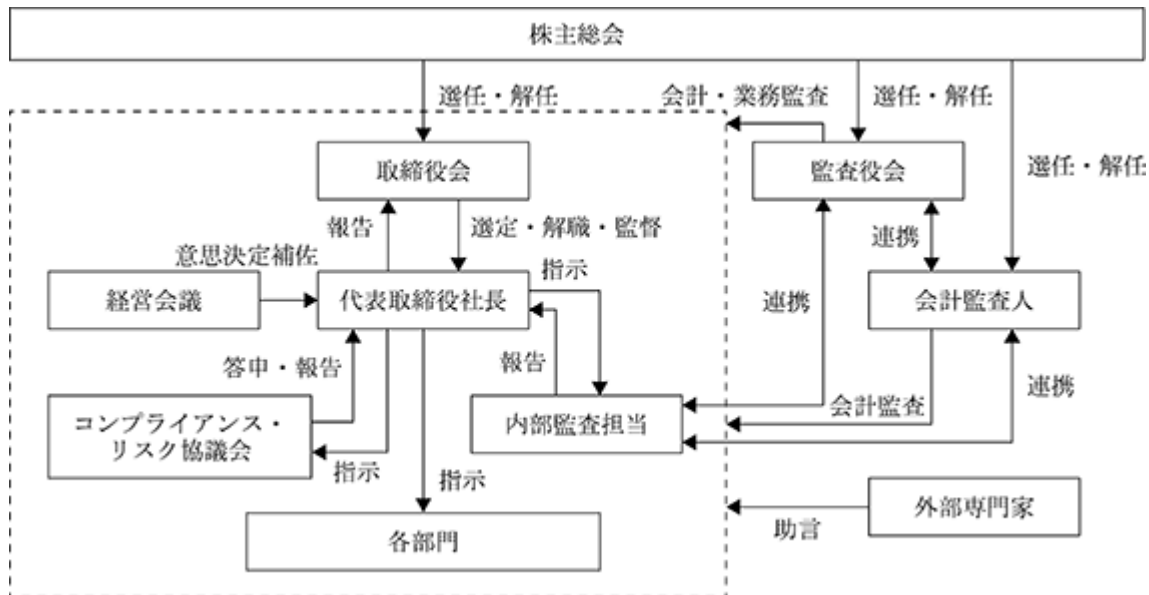 株主総会
選任・解任
会計・業務監査
選任・解任
取締役会
監査役会
選任・解任
報告
選定・解職・監督
連携
意思決定補佐
指示
経営会議
代表取締役社長
連携
会計監査人
答申・報告
報告
連携
コンプライアンス・
リスク協議会
内部監査担当
会計監査
指示
指示
外部専門家
助言
各部門